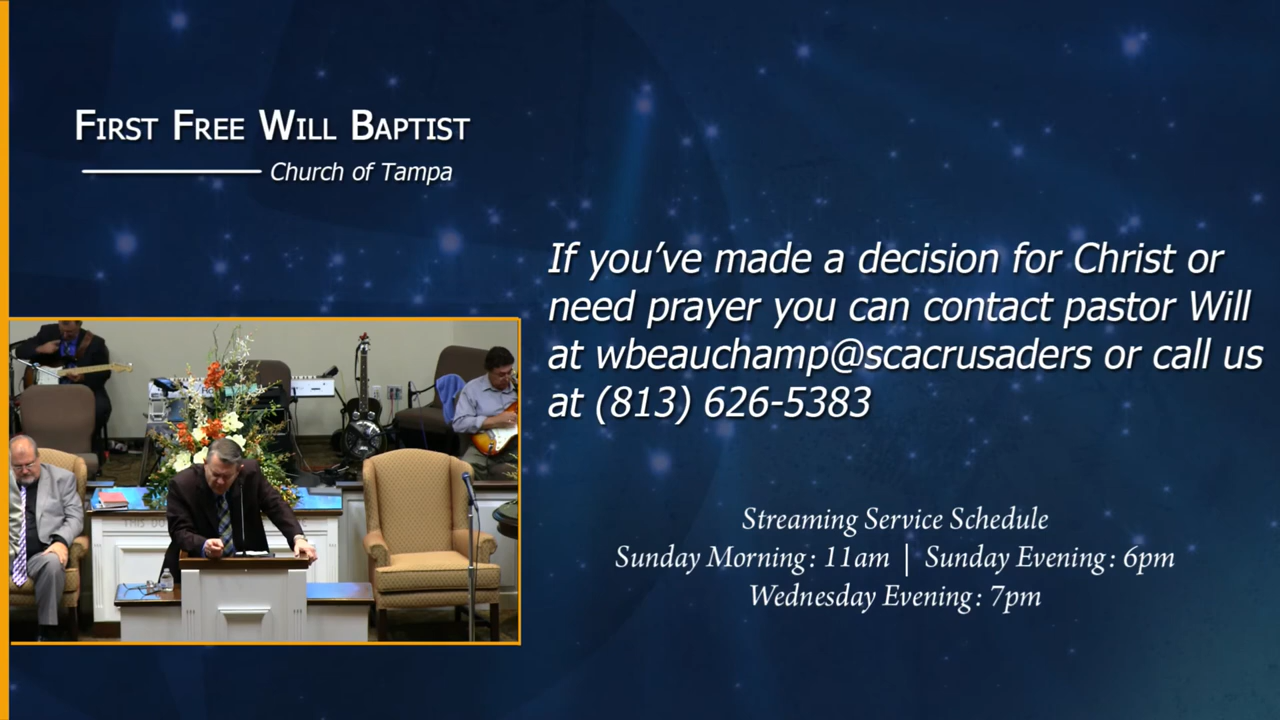 FIRST FREE WILL BAPTIST
Church of Tampa
If you’ve made a decision for Christ or
need prayer you can contact pastor Will
at wbeauchamp@scacrusaders or call us
at (813) 626-5383
THIS DO
Streaming Service Schedule
Sunday Morning: 11am | Sunday Evening: 6pm
Wednesday Evening: 7pm